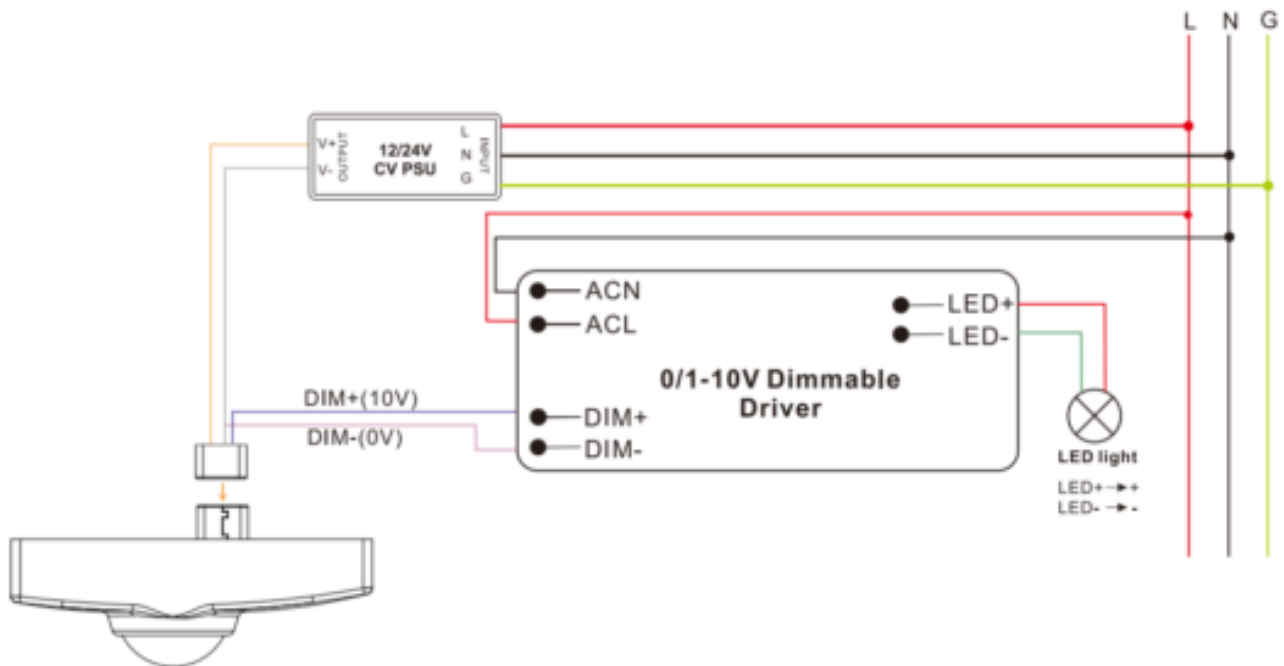 L N G
V+
V-
OUTPUT
12/24V
CV PSU
L
N
G
INPUT
ACN
ACL
LED+
LED-
0/1-10V Dimmable
Driver
DIM+(10V)
DIM-(0V)
DIM+
DIM-
LED light
LED+→+
LED-→-